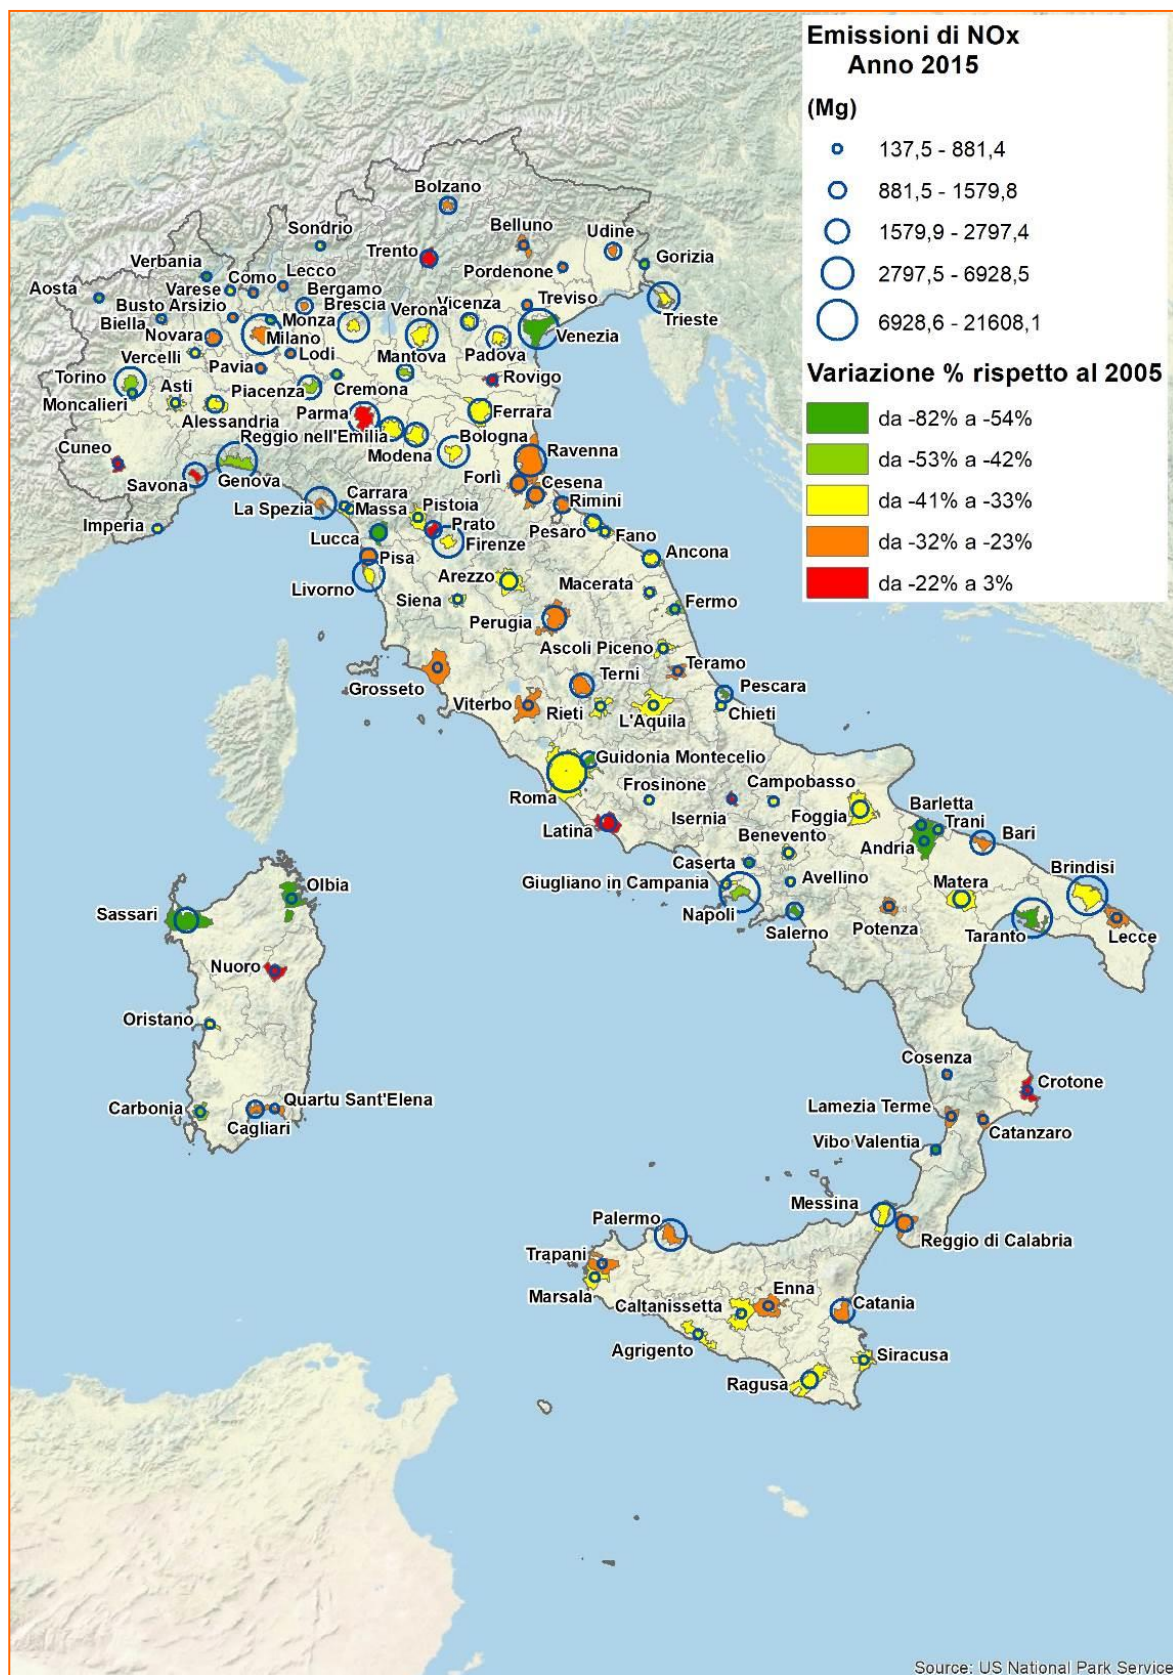 Emissioni di NOx
Anno 2015
(Mg)
137,5 - 881,4
881,5 - 1579,8
1579,9 - 2797,4
2797,5 - 6928,5
6928,6 - 21608,1
Variazione % rispetto al 2005
da -82% a -54%
da -53% a -42%
da -41% a -33%
da -32% a -23%
da -22% a 3%
Bolzano
Sondrio
Belluno
Udine
Trento
Verbania
Lecco
Pordenone
Gorizia
Como
Aosta
Varese
Bergamo
Busto Arsizio
Brescia
Verona
Vicenza
Treviso
Trieste
Biella
Monza
Novara
Milano
Venezia
Vercelli
Lodi
Mantova
Padova
Pavia
Torino
Asti
Piacenza
Cremona
Rovigo
Moncalieri
Alessandria
Parma
Ferrara
Reggio nell'Emilia
Bologna
Cuneo
Modena
Ravenna
Savona
Genova
Forlì
Cesena
La Spezia
Carrara
Massa
Pistoia
Rimini
Imperia
Prato
Pesaro
Fano
Lucca
Firenze
Pisa
Ancona
Livorno
Arezzo
Macerata
Siena
Fermo
Perugia
Ascoli Piceno
Teramo
Grosseto
Terni
Pescara
Viterbo
Rieti
L'Aquila
Chieti
Guidonia Montecelio
Roma
Frosinone
Campobasso
Latina
Isernia
Foggia
Barletta
Trani
Benevento
Andria
Bari
Caserta
Brindisi
Giugliano in Campania
Avellino
Matera
Olbia
Napoli
Sassari
Salerno
Potenza
Taranto
Lecce
Nuoro
Oristano
Cosenza
Crotone
Quartu Sant'Elena
Carbonia
Lamezia Terme
Cagliari
Catanzaro
Vibo Valentia
Messina
Palermo
Reggio di Calabria
Trapani
Enna
Marsala
Caltanissetta
Catania
Agrigento
Siracusa
Ragusa
Source: US National Park Service